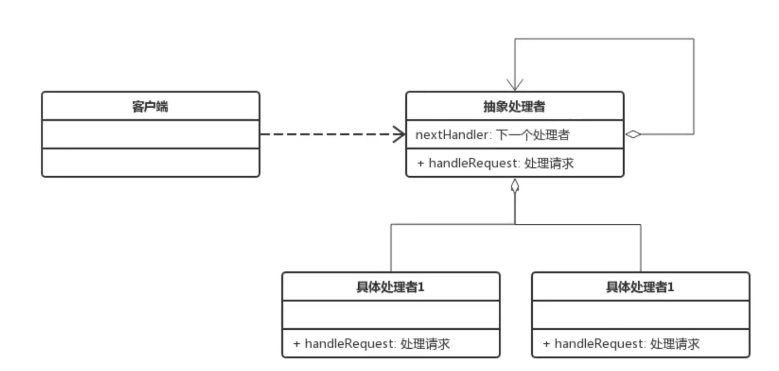 客户端
抽象处理者
nextHandler: 下一个处理者
+ handleRequest: 处理请求
具体处理者1
+ handleRequest: 处理请求
具体处理者1
+ handleRequest: 处理请求